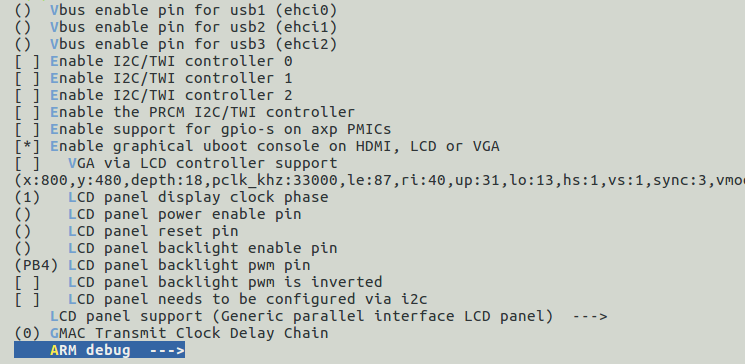 () Vbus enable pin for usb1 (ehci0)
() Vbus enable pin for usb2 (ehci1)
() Vbus enable pin for usb3 (ehci2)
[ ] Enable I2C/TWI controller 0
[ ] Enable I2C/TWI controller 1
[ ] Enable I2C/TWI controller 2
[ ] Enable the PRCM I2C/TWI controller
[ ] Enable support for gpio-s on axp PMICs
[*] Enable graphical uboot console on HDMI, LCD or VGA
[ ] VGA via LCD controller support
(x:800,y:480,depth:18,pclk_khz:33000,le:87,ri:40,up:31,lo:13,hs:1,vs:1,sync:3,vmo
(1) LCD panel display clock phase
() LCD panel power enable pin
() LCD panel reset pin
() LCD panel backlight enable pin
(PB4) LCD panel backlight pwm pin
[ ] LCD panel backlight pwm is inverted
[ ] LCD panel needs to be configured via i2c
LCD panel support (Generic parallel interface LCD panel) --->
(0) GMAC Transmit Clock Delay Chain
ARM debug --->